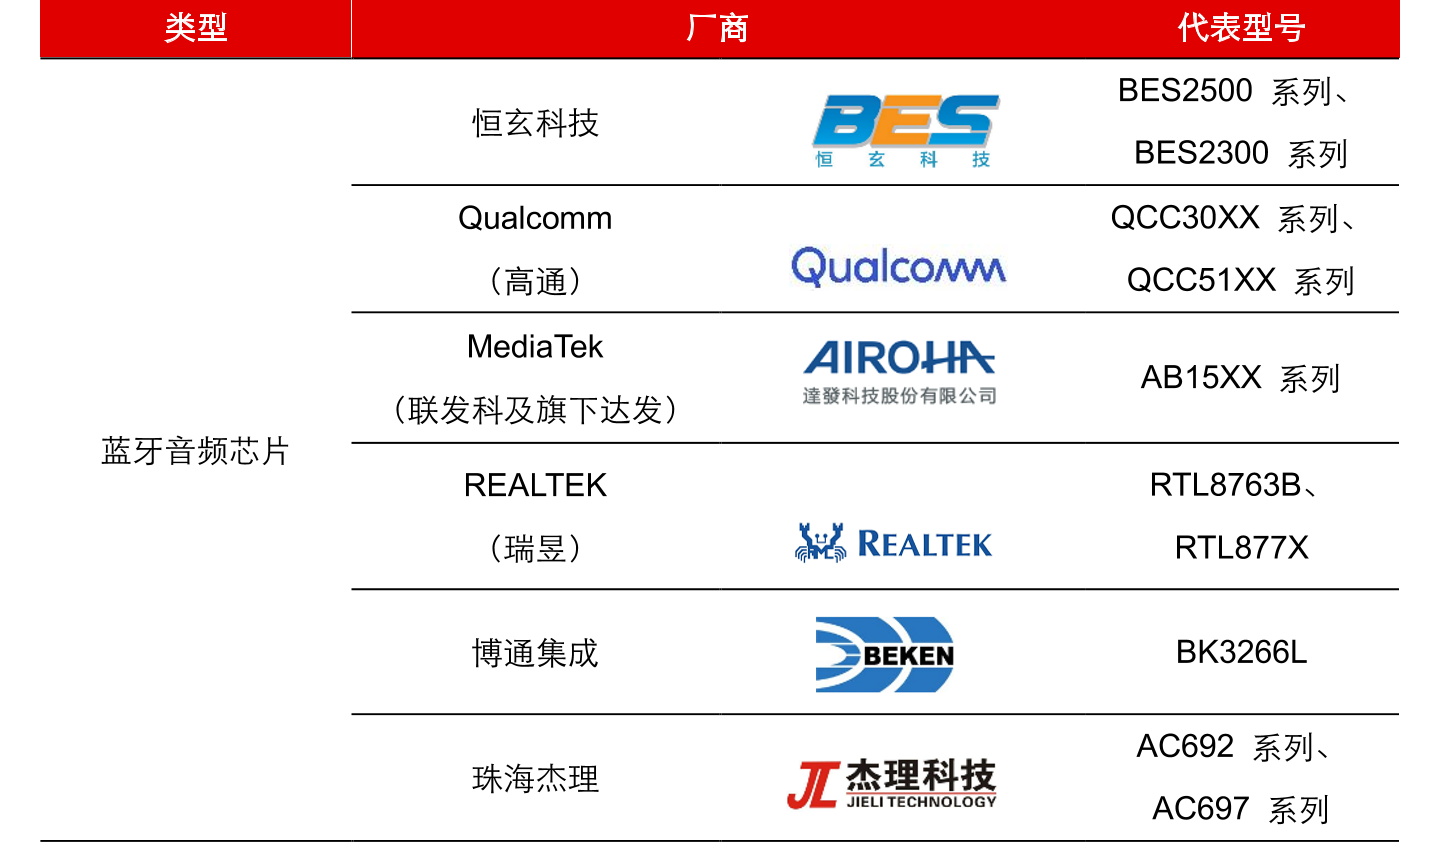 类型 厂商 代表型号
恒玄科技
BES
恒玄科技
BES2500 系列、
BES2300 系列
Qualcomm
（高通）
Qualcomm
QCC30XX 系列、
QCC51XX 系列
MediaTek
（联发科及旗下达发）
AIROHA
達發科技股份有限公司
AB15XX 系列
蓝牙音频芯片
REALTEK
（瑞昱）
REALTEK
RTL8763B、
RTL877X
博通集成
BEKEN
BK3266L
珠海杰理
JL 杰理科技
JIELI TECHNOLOGY
AC692 系列、
AC697 系列